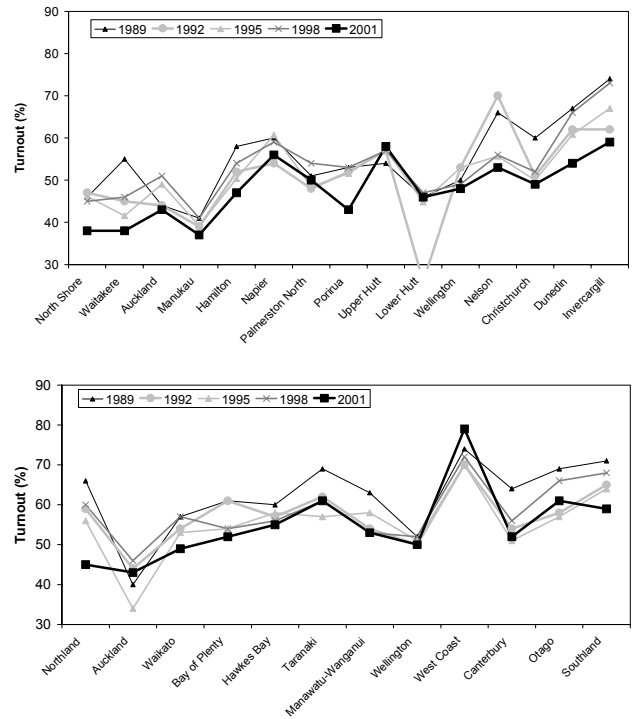 1989 1992 1995 1998 2001
Turnout (%)
90
80
70
60
50
40
30
North Shore
Waitakere
Auckland
Manukau
Hamilton
Napier
Palmerston North
Porirua
Upper Hutt
Lower Hutt
Wellington
Nelson
Christchurch
Dunedin
Invercargill
1989 1992 1995 1998 2001
Turnout (%)
90
80
70
60
50
40
30
Northland
Auckland
Waikato
Bay of Plenty
Hawkes Bay
Taranaki
Manawatu-Wanganui
Wellington
West Coast
Canterbury
Otago
Southland